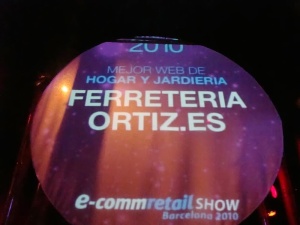 2010
MEJOR WEB DE
HOGAR Y JARDIERIA
FERRETERIA
ORTIZ.ES
e-commretail SHOW
Barcelona 2010